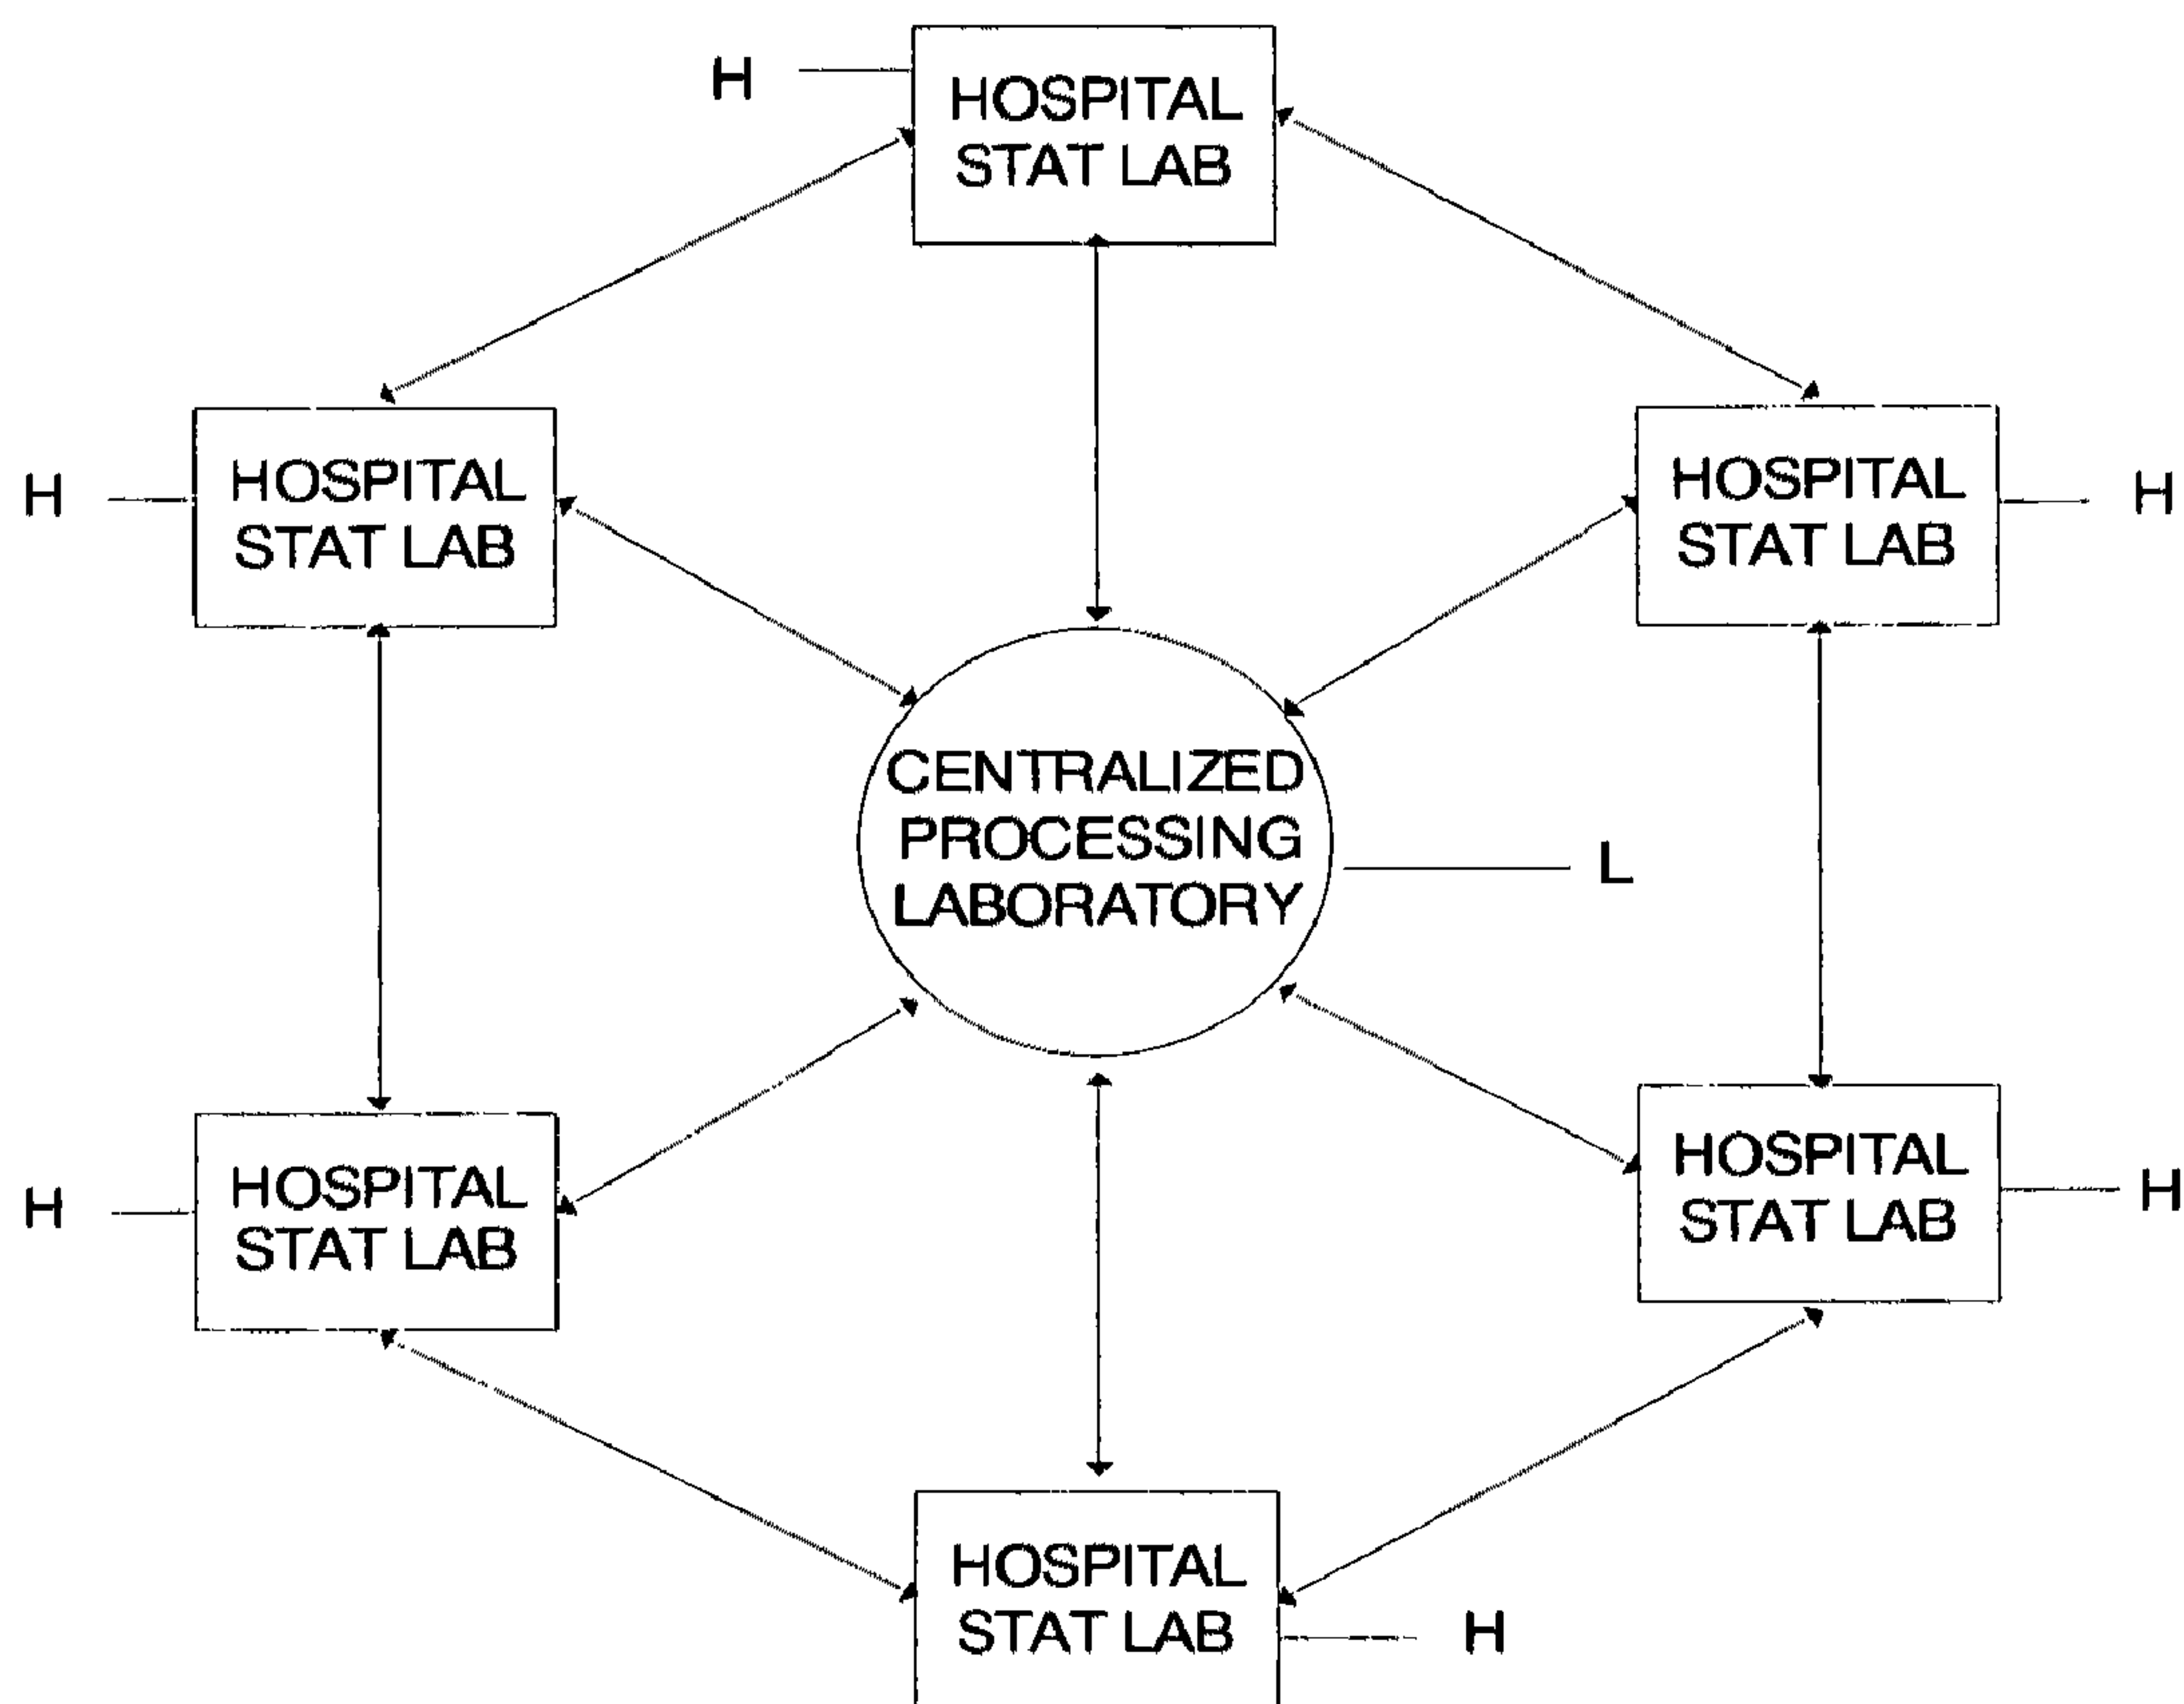 H
HOSPITAL
STAT LAB
H
HOSPITAL
STAT LAB
HOSPITAL
STAT LAB
H
CENTRALIZED
PROCESSING
LABORATORY
L
H
HOSPITAL
STAT LAB
HOSPITAL
STAT LAB
H
HOSPITAL
STAT LAB
H